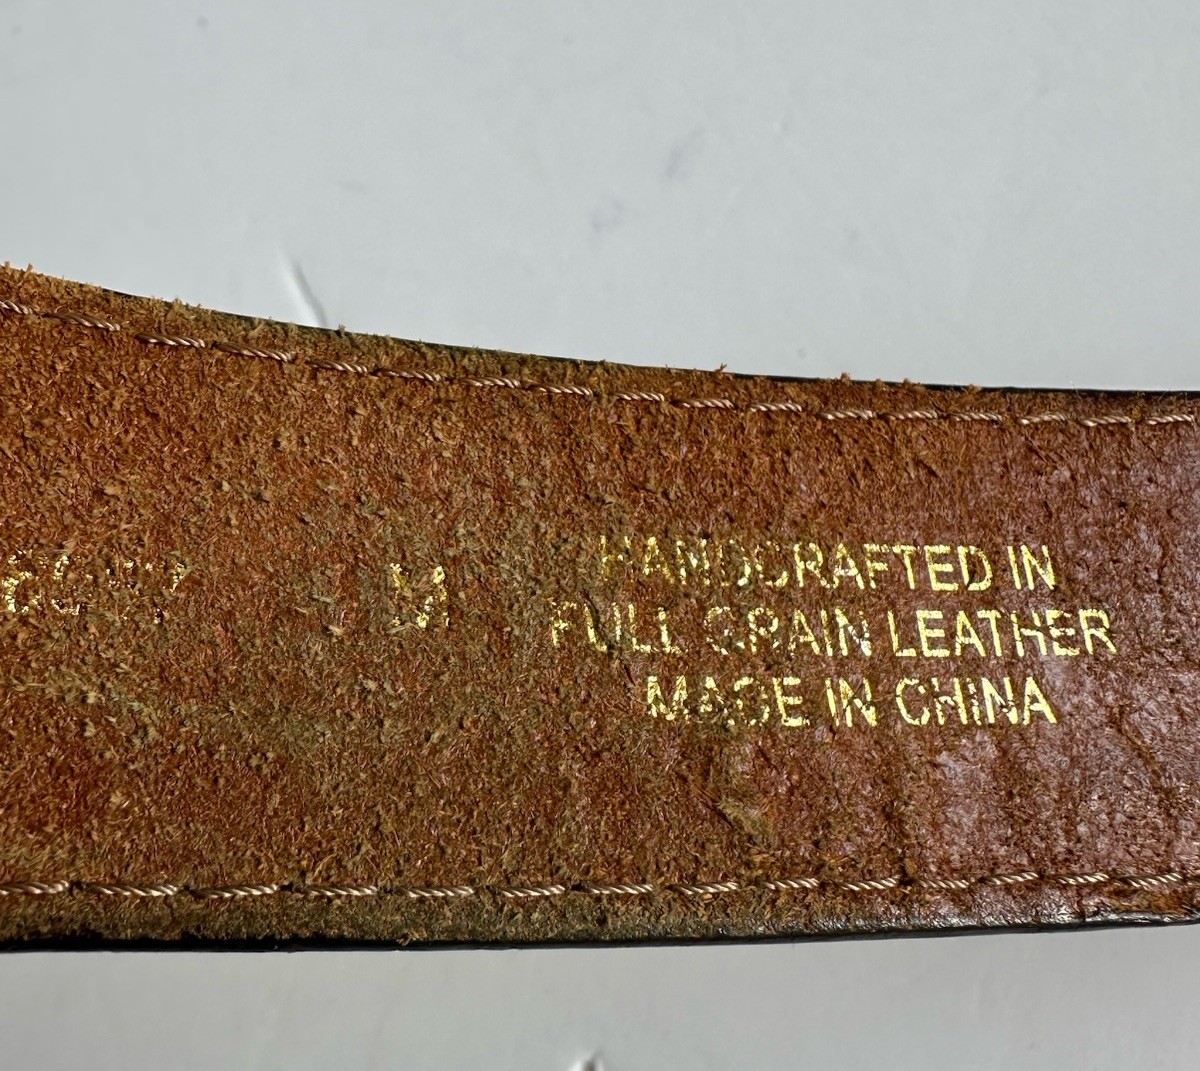 M
HANDCRAFTED IN
FULL GRAIN LEATHER
MADE IN CHINA